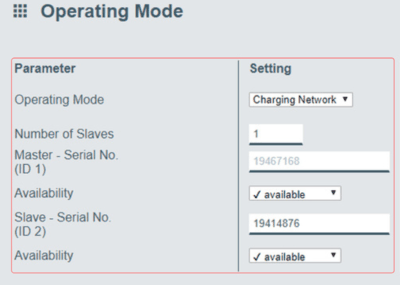 Operating Mode
Parameter Setting
Operating Mode Charging Network
Number of Slaves 1
Master - Serial No. 19467168
(ID 1)
Availability ✓ available
Slave - Serial No. 19414876
(ID 2)
Availability ✓ available